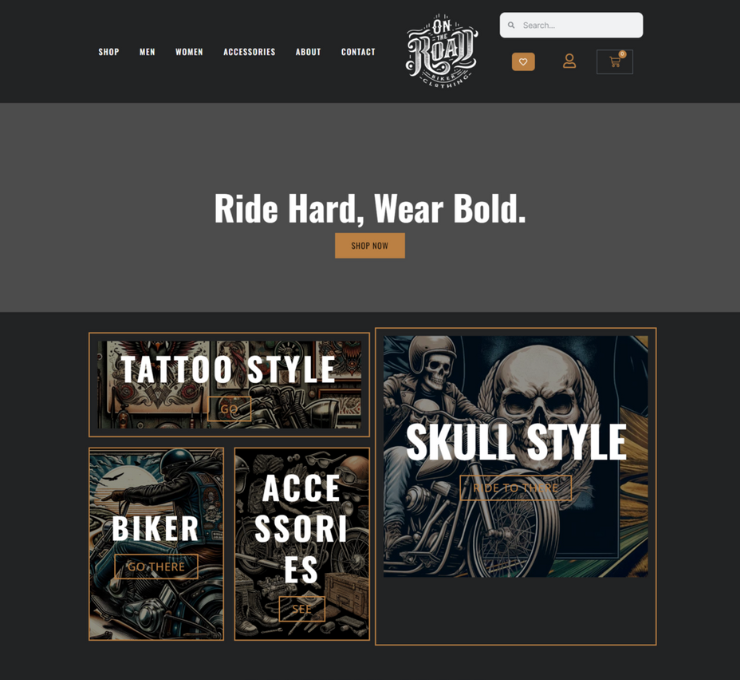 SHOP MEN WOMEN ACCESSORIES ABOUT CONTACT
ON
THE
ROAD
BIKER
CLOTHING
Search...
0
Ride Hard, Wear Bold.
SHOP NOW
TATTOO STYLE
GO
SKULL STYLE
RIDE TO THERE
BIKER
GO THERE
ACCE
SSORI
ES
SEE